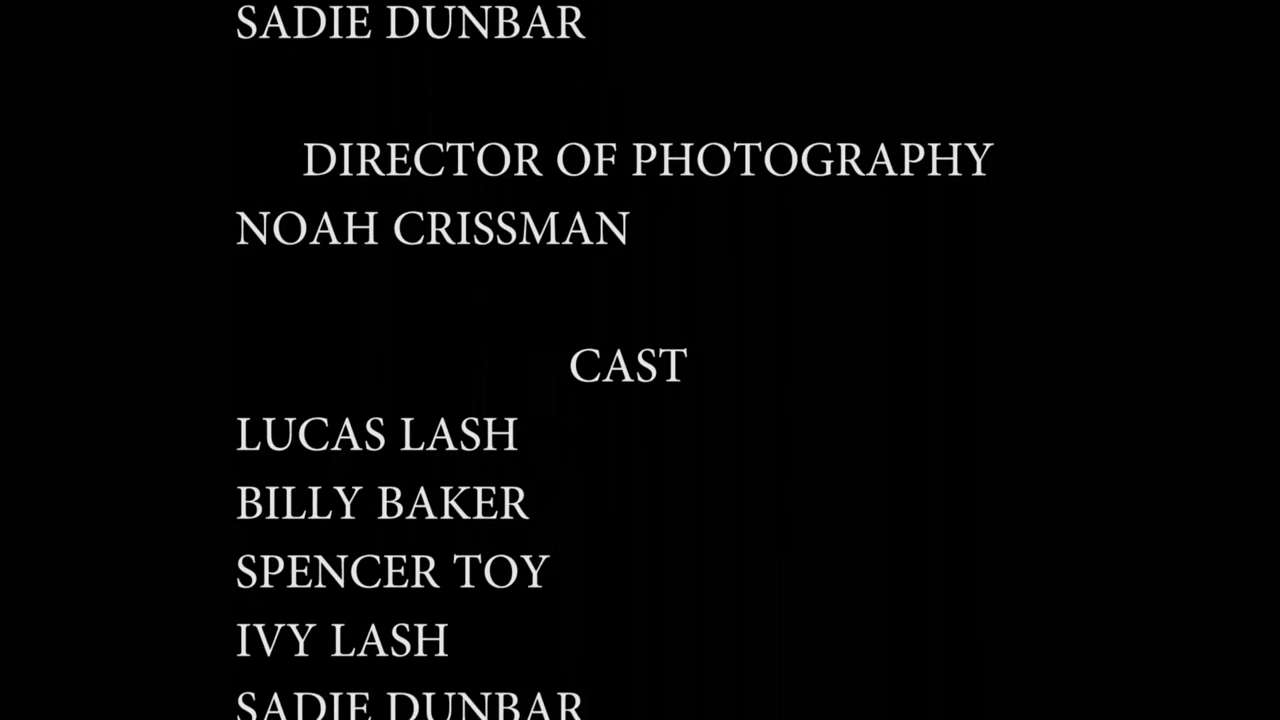 SADIE DUNBAR
DIRECTOR OF PHOTOGRAPHY
NOAH CRISSMAN
CAST
LUCAS LASH
BILLY BAKER
SPENCER TOY
IVY LASH
SADIE DUNBAR